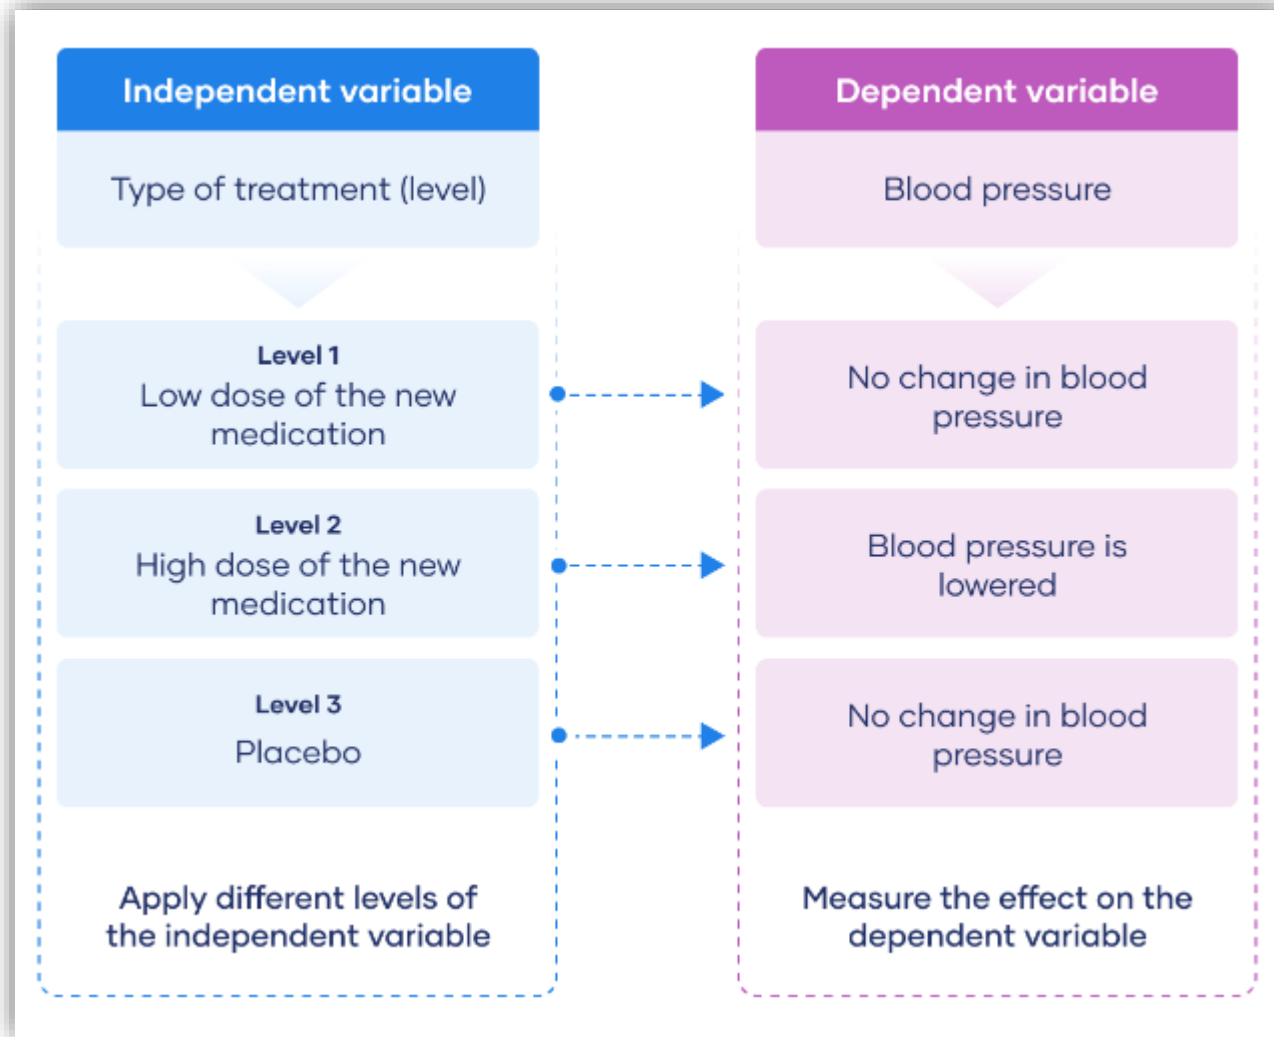 Independent variable
Type of treatment (level)
Level 1
Low dose of the new
medication
Level 2
High dose of the new
medication
Level 3
Placebo
Apply different levels of
the independent variable
Dependent variable
Blood pressure
No change in blood
pressure
Blood pressure is
lowered
No change in blood
pressure
Measure the effect on the
dependent variable